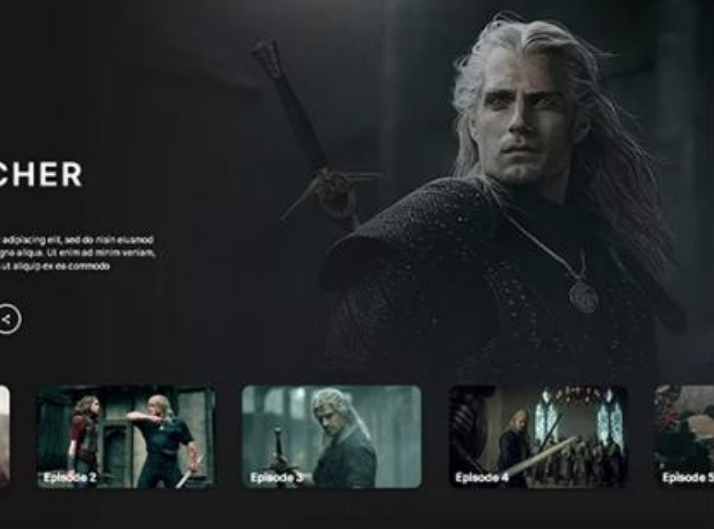 CHER
adipiscing elit, sed do nisin eiusmod
gna aliqua. Ut enim ad minim veniam,
ut aliquip ex ea commodo
Episode 2
Episode 3
Episode 4
Episode 5